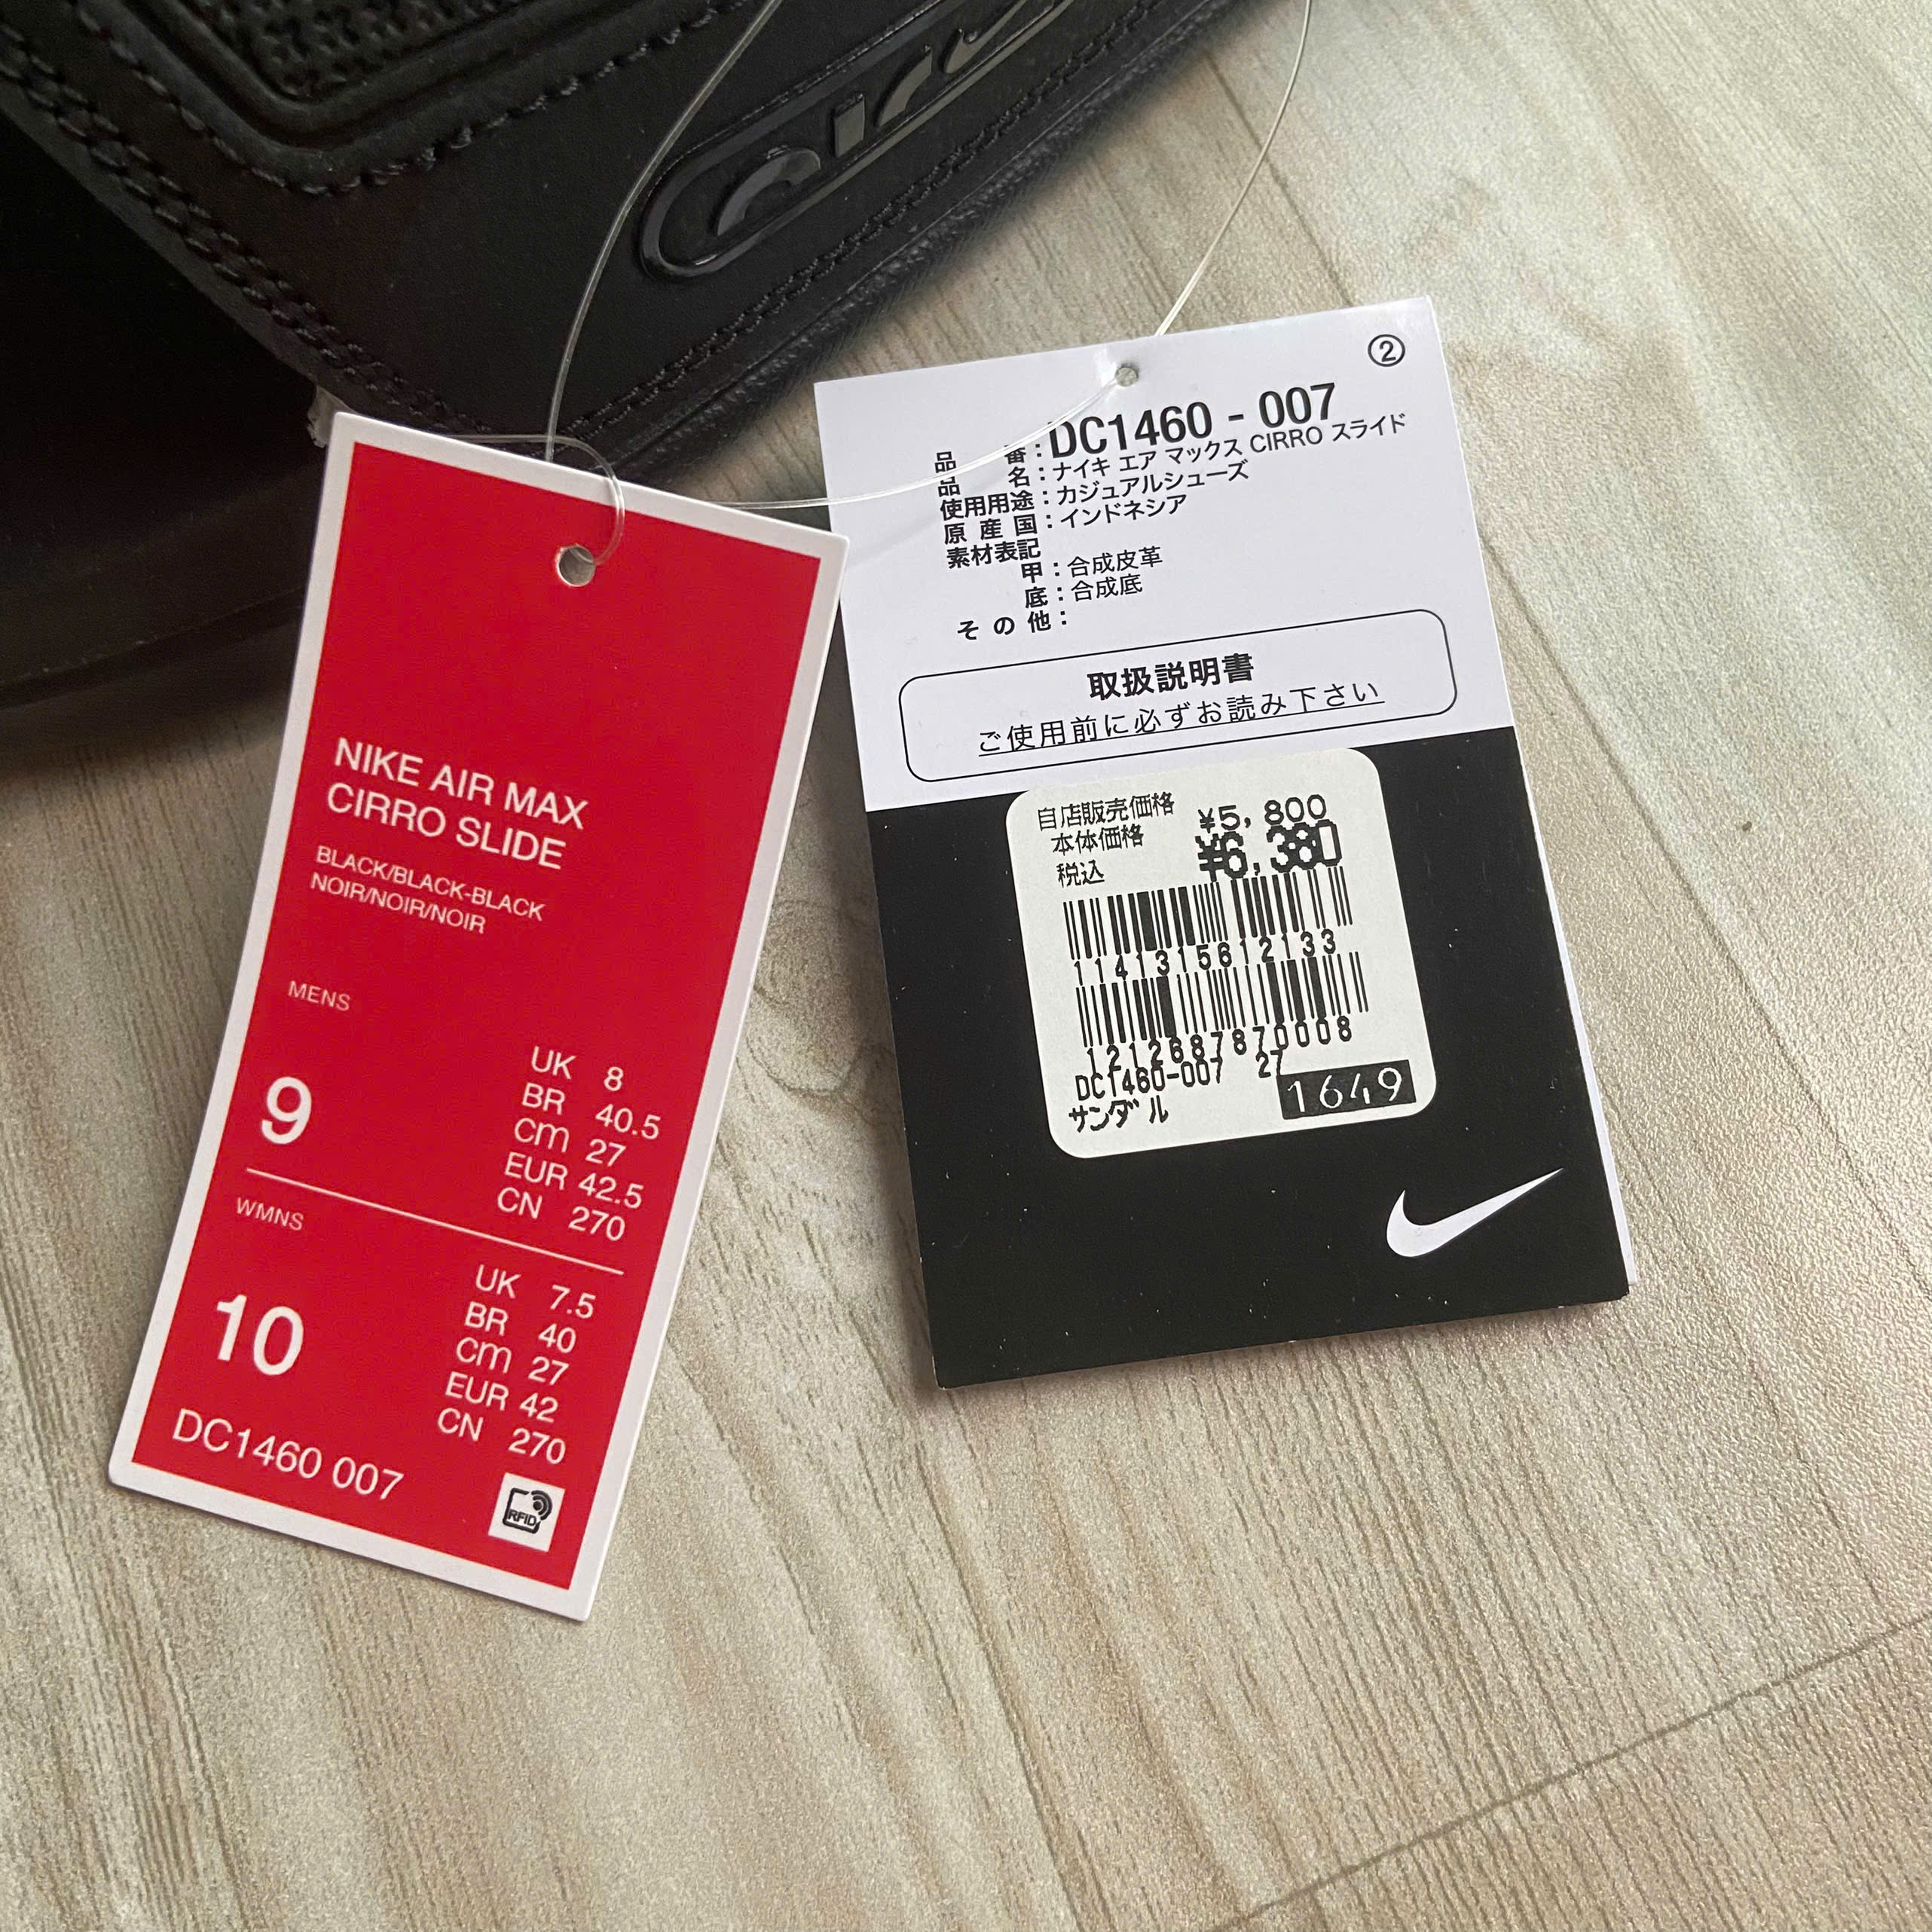 NIKE AIR MAX
CIRRO SLIDE
BLACK/BLACK-BLACK
NOIR/NOIR/NOIR
MENS
9
UK 8
BR 40.5
cm 27
EUR 42.5
CN 270
WMNS
10
UK 7.5
BR 40
cm 27
EUR 42
CN 270
DC1460 007
RFID
②
品番：DC1460 - 007
品名：ナイキ エア マックス CIRRO スライド
使用用途：カジュアルシューズ
原産国：インドネシア
素材表記
甲：合成皮革
底：合成底
その他：
取扱説明書
ご使用前に必ずお読み下さい
自店販売価格
本体価格 ¥5,800
税込 ¥6,380
1141315612133
1212687870008
DC1460-007 27
サンダル
1649